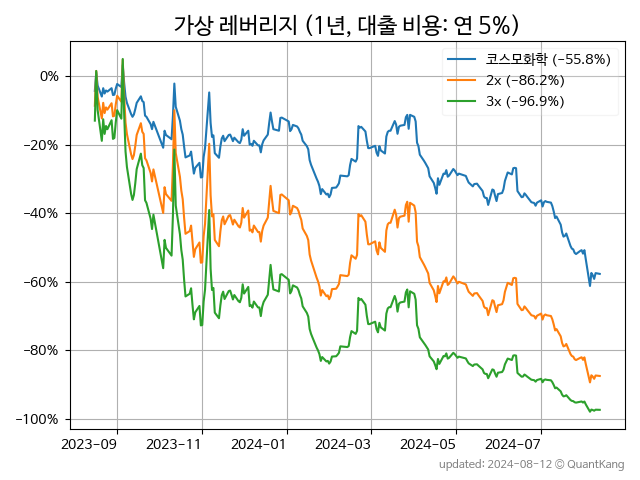 가상 레버리지 (1년, 대출 비용: 연 5%)
코스모화학 (−55.8%)
2x (−86.2%)
3x (−96.9%)
0%
−20%
−40%
−60%
−80%
−100%
2023-09 2023-11 2024-01 2024-03 2024-05 2024-07
updated: 2024-08-12 © QuantKang